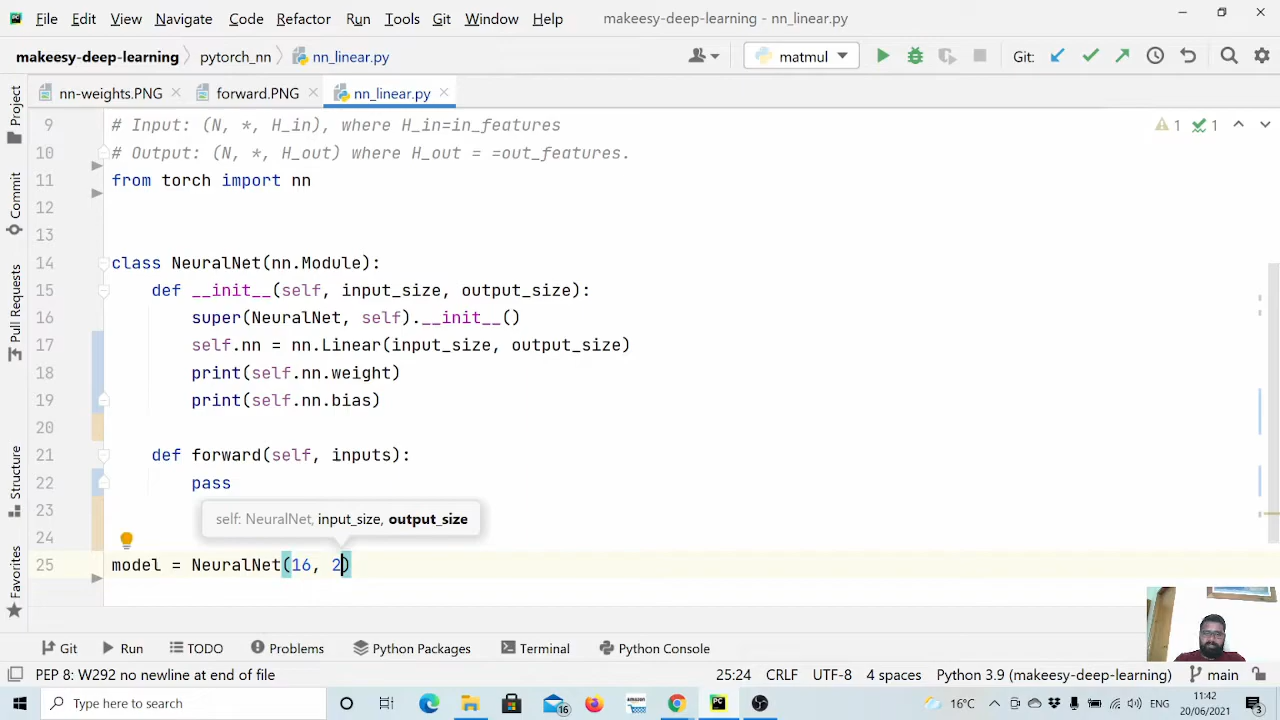 File Edit View Navigate Code Refactor Run Tools Git Window Help makeesy-deep-learning - nn_linear.py
makeesy-deep-learning pytorch_nn nn_linear.py matmul Git:
nn-weights.PNG forward.PNG nn_linear.py
9 # Input: (N, *, H_in), where H_in=in_features 1 1
10 # Output: (N, *, H_out) where H_out = =out_features.
11 from torch import nn
12
13
14 class NeuralNet(nn.Module):
15 def __init__(self, input_size, output_size):
16 super(NeuralNet, self).__init__()
17 self.nn = nn.Linear(input_size, output_size)
18 print(self.nn.weight)
19 print(self.nn.bias)
20
21 def forward(self, inputs):
22 pass
23
self: NeuralNet, input_size, output_size
24
25 model = NeuralNet(16, 2)
Project
Commit
Pull Requests
Structure
Favorites
Git Run TODO Problems Python Packages Terminal Python Console
PEP 8: W292 no newline at end of file 25:24 CRLF UTF-8 4 spaces Python 3.9 (makeesy-deep-learning) main
Type here to search 16 16°C 11:42
20/06/2021 3